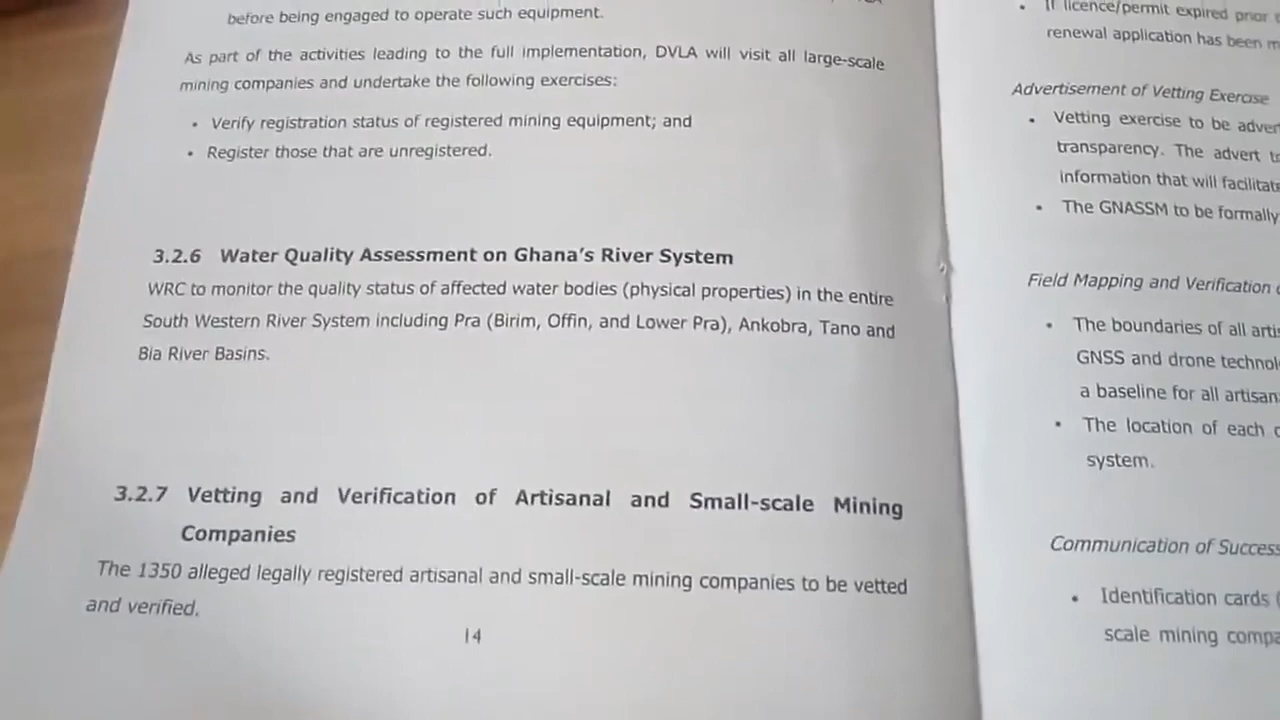 before being engaged to operate such equipment.
As part of the activities leading to the full implementation, DVLA will visit all large-scale
mining companies and undertake the following exercises:
• Verify registration status of registered mining equipment; and
• Register those that are unregistered.
3.2.6 Water Quality Assessment on Ghana's River System
WRC to monitor the quality status of affected water bodies (physical properties) in the entire
South Western River System including Pra (Birim, Offin, and Lower Pra), Ankobra, Tano and
Bia River Basins.
3.2.7 Vetting and Verification of Artisanal and Small-scale Mining
Companies
The 1350 alleged legally registered artisanal and small-scale mining companies to be vetted
and verified.
14
• If licence/permit expired prior
renewal application has been
Advertisement of Vetting Exercise
• Vetting exercise to be
transparency. The advert
information that will
• The GNASSM to be formally
Field Mapping and Verification
• The boundaries of all
GNSS and drone
a baseline for all
• The location of each
system.
Communication of
• Identification cards
scale mining